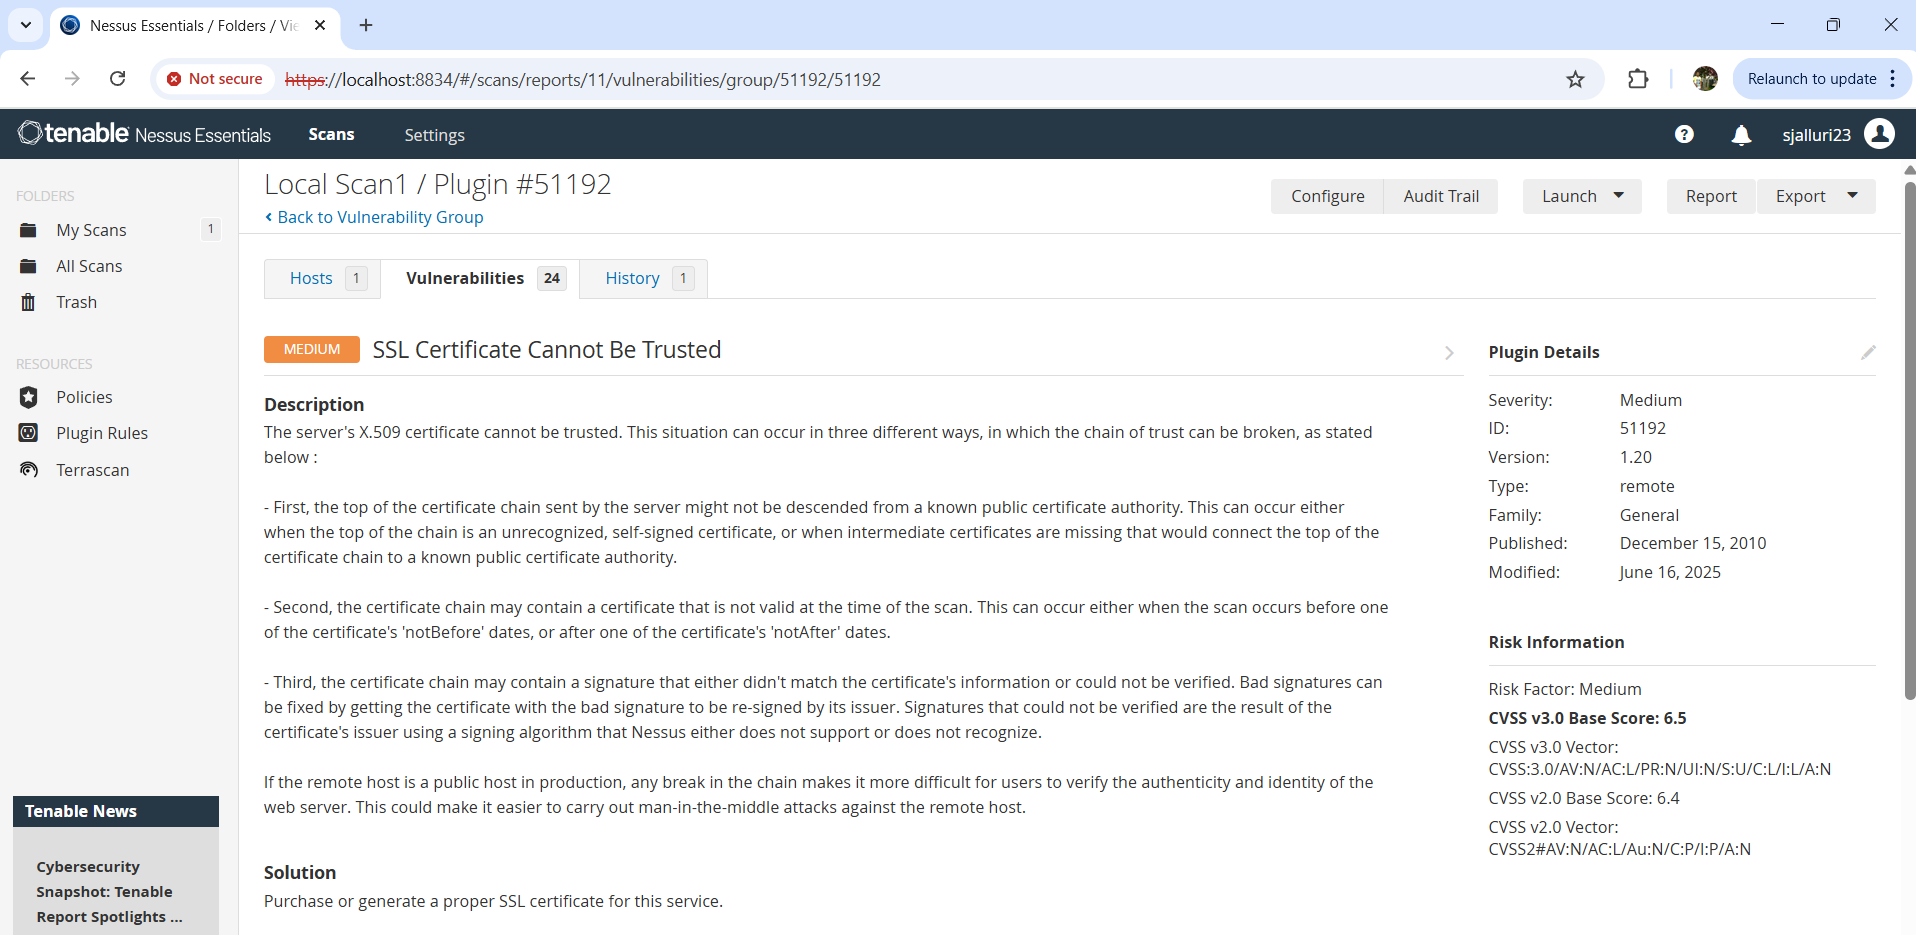 Nessus Essentials / Folders / Vie
Not secure
https://localhost:8834/#/scans/reports/11/vulnerabilities/group/51192/51192
Relaunch to update
tenable Nessus Essentials
Scans
Settings
sjalluri23
FOLDERS
My Scans 1
All Scans
Trash
RESOURCES
Policies
Plugin Rules
Terrascan
Tenable News
Cybersecurity
Snapshot: Tenable
Report Spotlights ...
Local Scan1 / Plugin #51192
Back to Vulnerability Group
Configure
Audit Trail
Launch
Report
Export
Hosts 1
Vulnerabilities 24
History 1
MEDIUM SSL Certificate Cannot Be Trusted
Description
The server's X.509 certificate cannot be trusted. This situation can occur in three different ways, in which the chain of trust can be broken, as stated
below :
- First, the top of the certificate chain sent by the server might not be descended from a known public certificate authority. This can occur either
when the top of the chain is an unrecognized, self-signed certificate, or when intermediate certificates are missing that would connect the top of the
certificate chain to a known public certificate authority.
- Second, the certificate chain may contain a certificate that is not valid at the time of the scan. This can occur either when the scan occurs before one
of the certificate's 'notBefore' dates, or after one of the certificate's 'notAfter' dates.
- Third, the certificate chain may contain a signature that either didn't match the certificate's information or could not be verified. Bad signatures can
be fixed by getting the certificate with the bad signature to be re-signed by its issuer. Signatures that could not be verified are the result of the
certificate's issuer using a signing algorithm that Nessus either does not support or does not recognize.
If the remote host is a public host in production, any break in the chain makes it more difficult for users to verify the authenticity and identity of the
web server. This could make it easier to carry out man-in-the-middle attacks against the remote host.
Solution
Purchase or generate a proper SSL certificate for this service.
Plugin Details
Severity: Medium
ID: 51192
Version: 1.20
Type: remote
Family: General
Published: December 15, 2010
Modified: June 16, 2025
Risk Information
Risk Factor: Medium
CVSS v3.0 Base Score: 6.5
CVSS v3.0 Vector:
CVSS:3.0/AV:N/AC:L/PR:N/UI:N/S:U/C:L/I:L/A:N
CVSS v2.0 Base Score: 6.4
CVSS v2.0 Vector:
CVSS2#AV:N/AC:L/Au:N/C:P/I:P/A:N